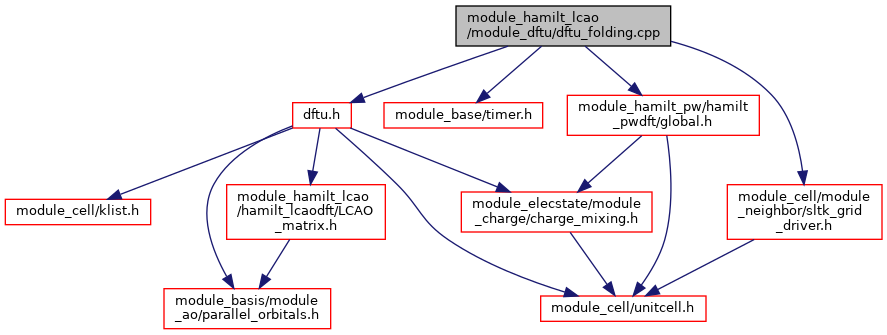 module_hamilt_lcao
/module_dftu/dftu_folding.cpp
dftu.h
module_base/timer.h
module_hamilt_pw/hamilt
_pwdft/global.h
module_cell/klist.h
module_hamilt_lcao
/hamilt_lcaodft/LCAO
_matrix.h
module_elecstate/module
_charge/charge_mixing.h
module_cell/module
_neighbor/sltk_grid
_driver.h
module_basis/module
_ao/parallel_orbitals.h
module_cell/unitcell.h